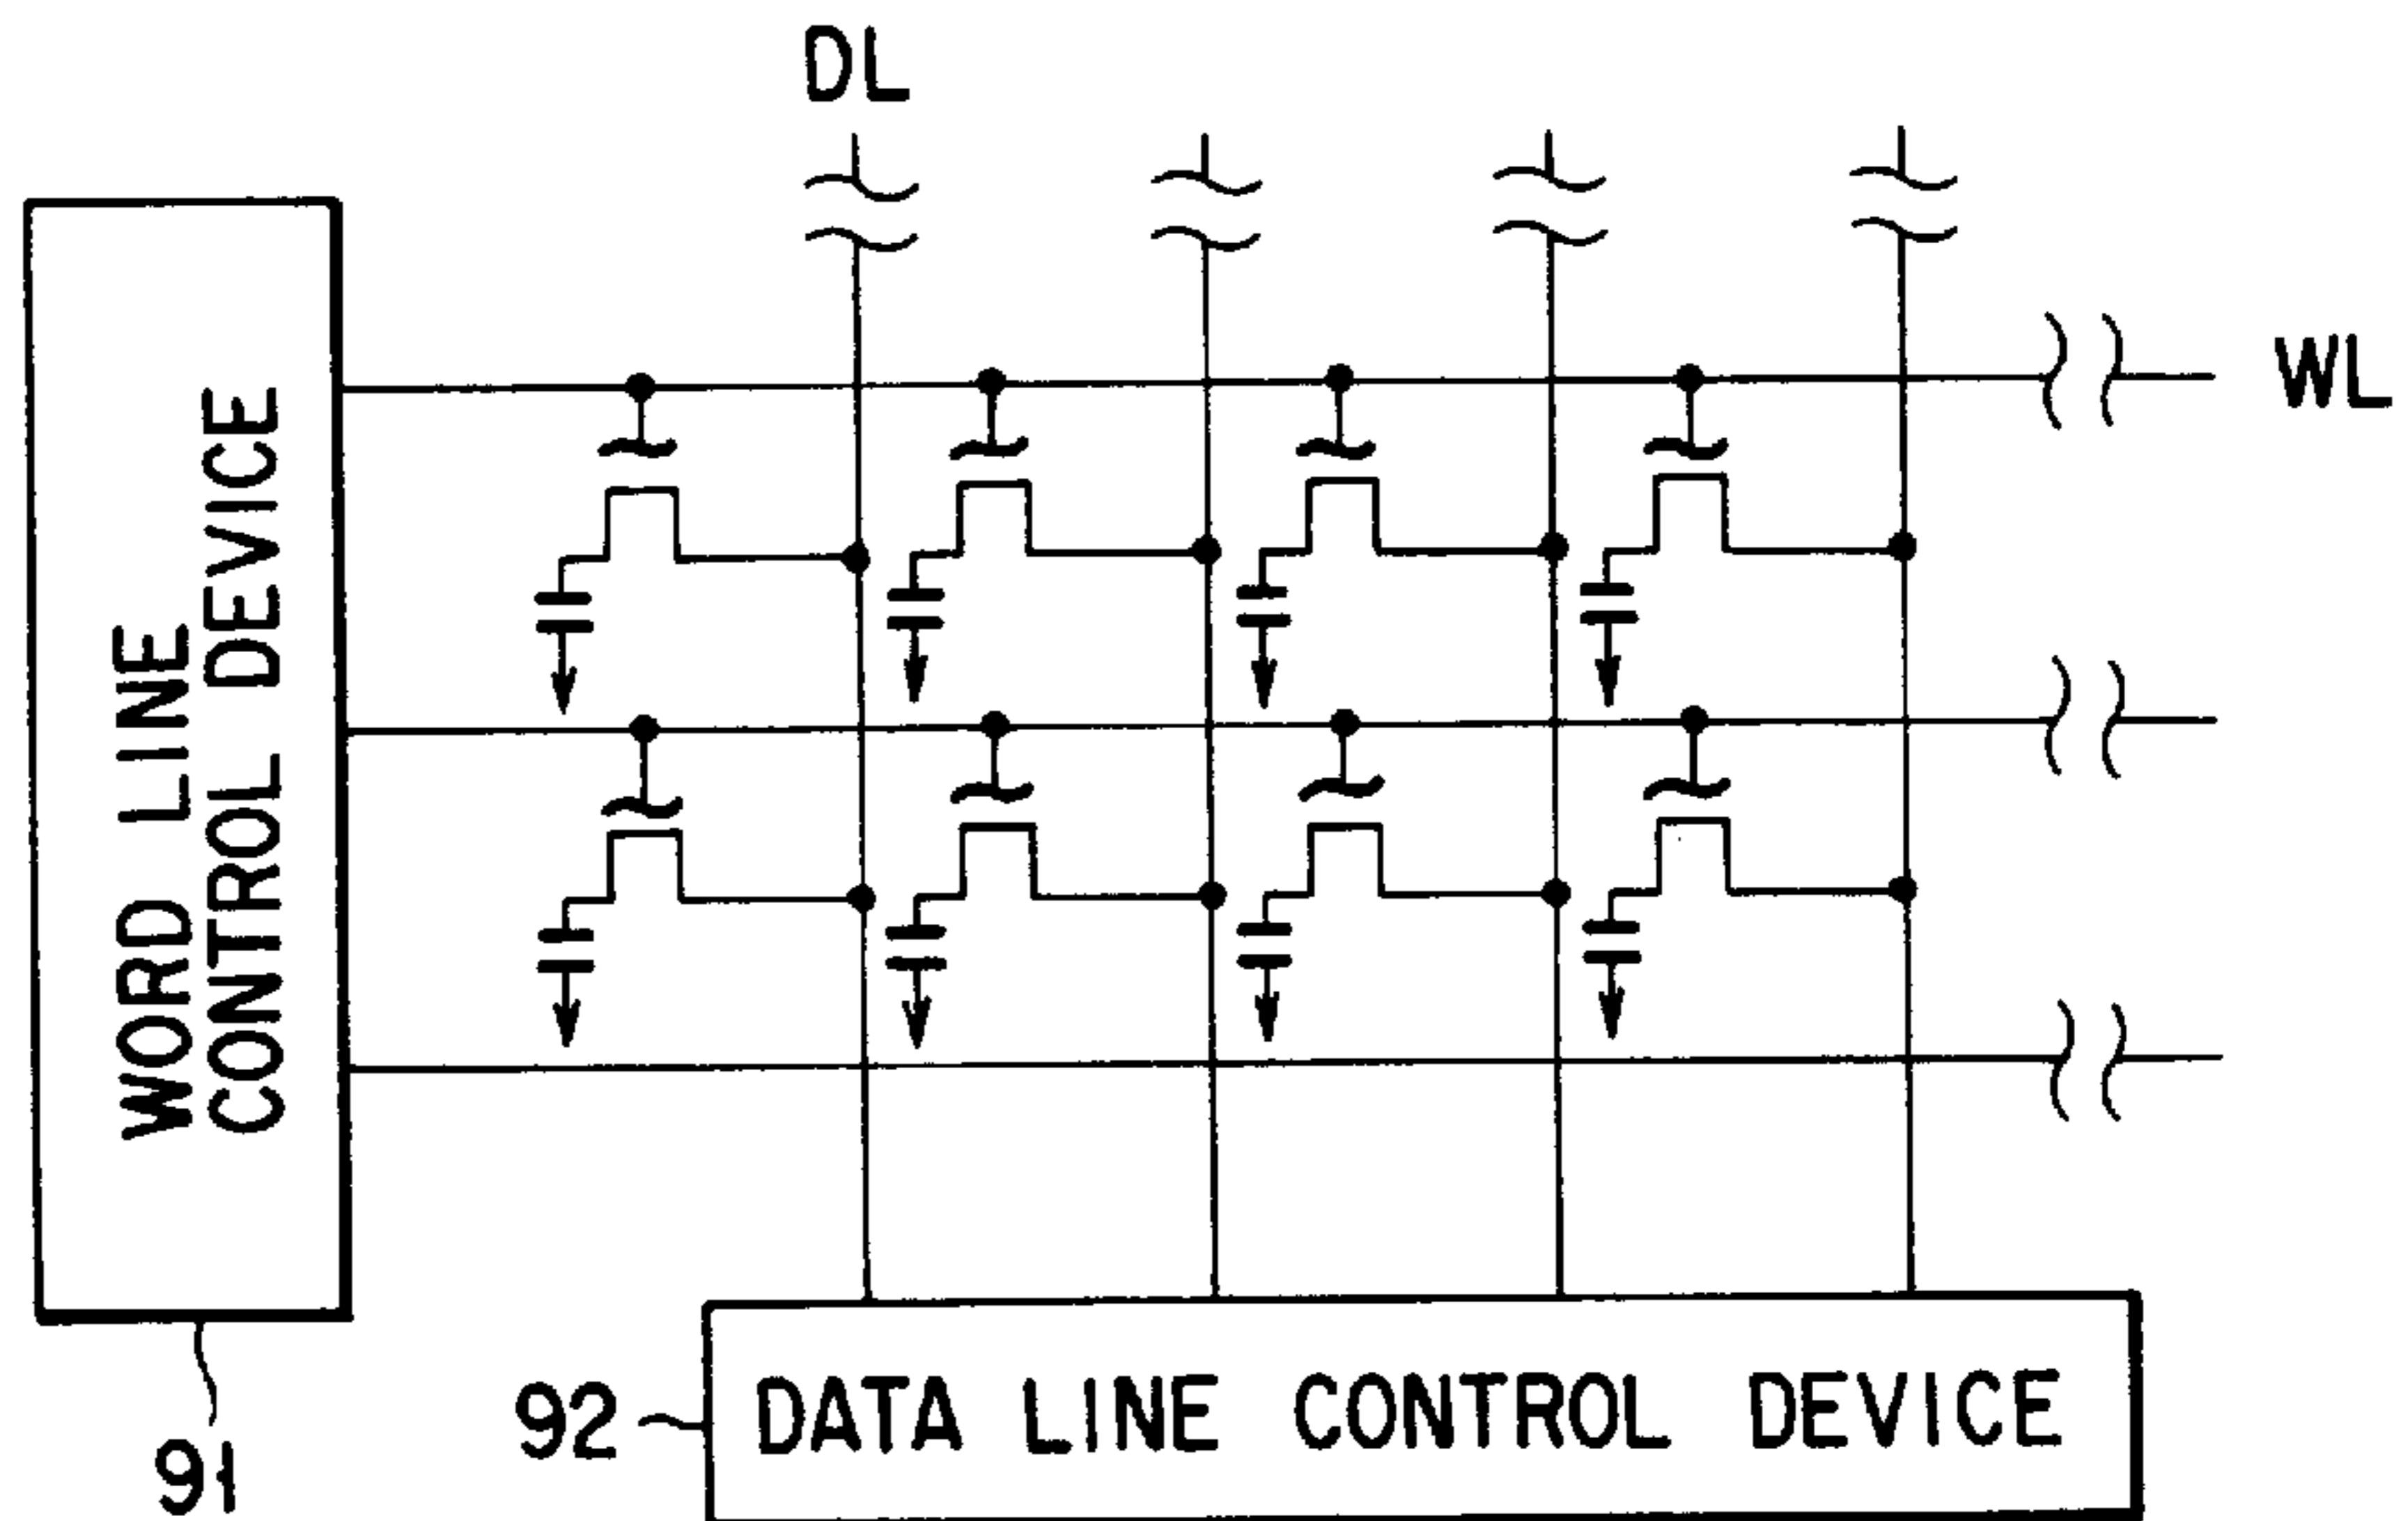 DL
WL
WORD LINE
CONTROL DEVICE
91
92
DATA LINE CONTROL DEVICE